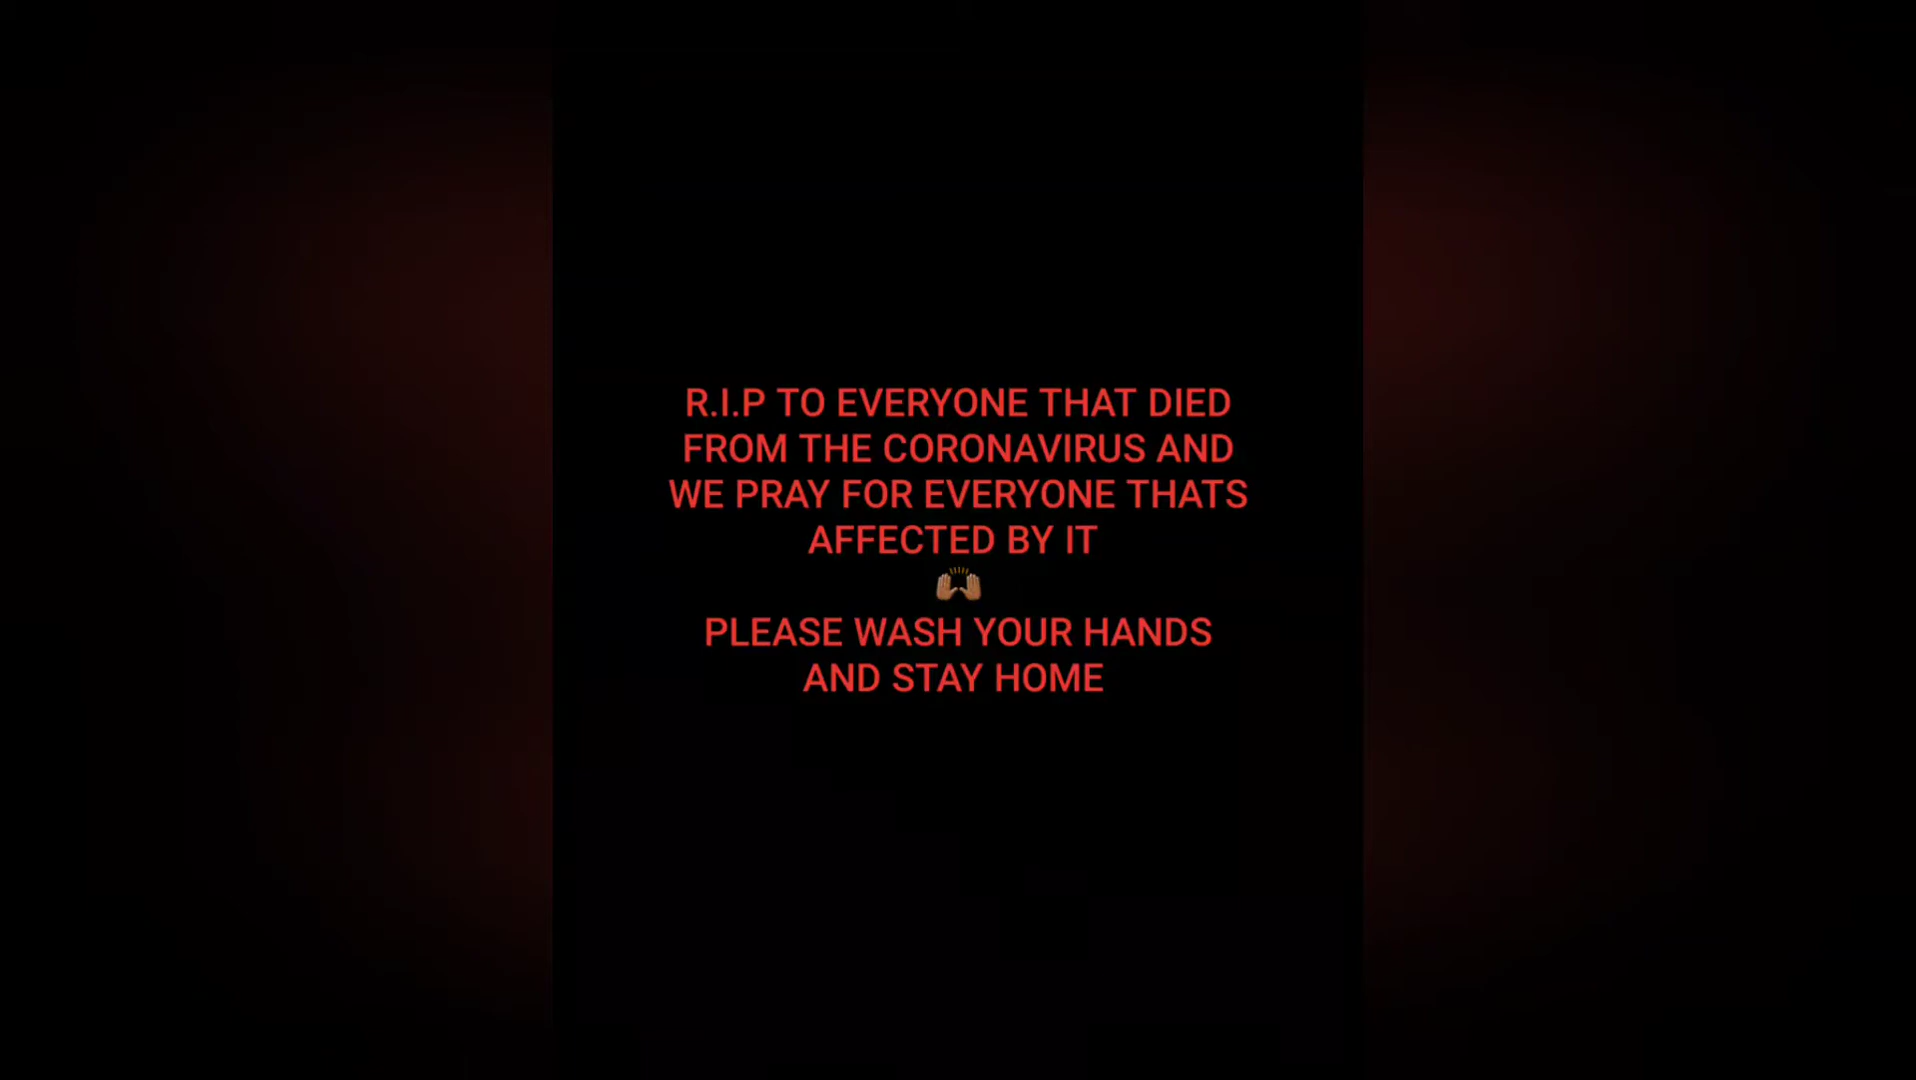 R.I.P TO EVERYONE THAT DIED
FROM THE CORONAVIRUS AND
WE PRAY FOR EVERYONE THATS
AFFECTED BY IT
🙌🏽
PLEASE WASH YOUR HANDS
AND STAY HOME